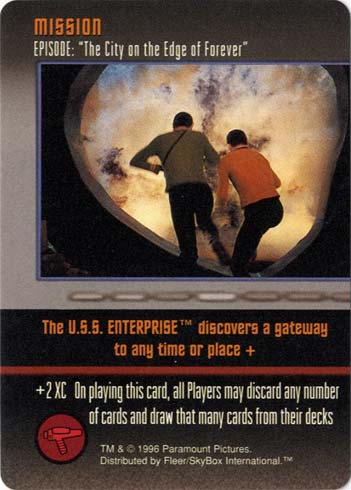 MISSION
EPISODE: "The City on the Edge of Forever"
The U.S.S. ENTERPRISE™ discovers a gateway
to any time or place +
+2 XC On playing this card, all Players may discard any number
of cards and draw that many cards from their decks
TM & © 1996 Paramount Pictures.
Distributed by Fleer/SkyBox International.™